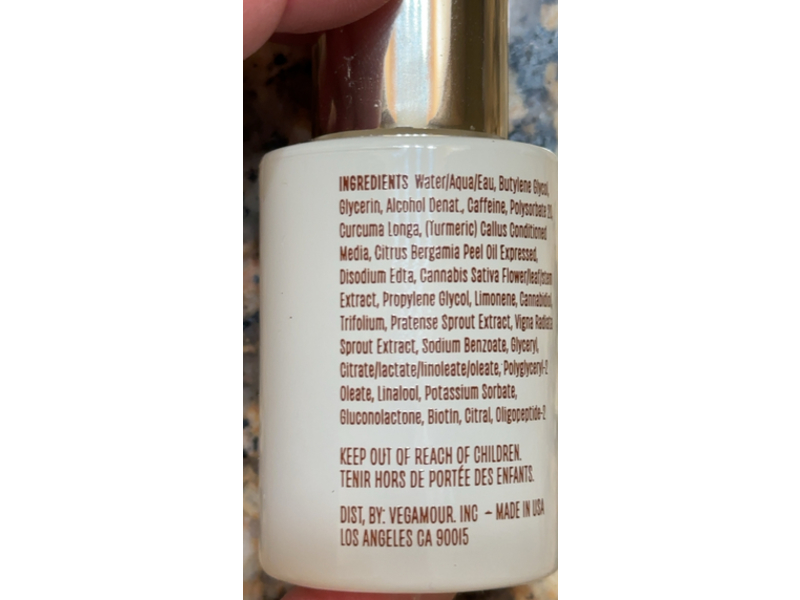 INGREDIENTS Water/Aqua/Eau, Butylene Glycol,
Glycerin, Alcohol Denat., Caffeine, Polysorbate
Curcuma Longa, (Turmeric) Callus Conditioned
Media, Citrus Bergamia Peel Oil Expressed,
Disodium Edta, Cannabis Sativa Flower/leaf/stem
Extract, Propylene Glycol, Limonene, Cannabidiol,
Trifolium, Pratense Sprout Extract, Vigna Radiata
Sprout Extract, Sodium Benzoate, Glyceryl,
Citrate/lactate/linoleate/oleate, Polyglyceryl-2
Oleate, Linalool, Potassium Sorbate,
Gluconolactone, Biotin, Citral, Oligopeptide-2
KEEP OUT OF REACH OF CHILDREN.
TENIR HORS DE PORTÉE DES ENFANTS.
DIST, BY: VEGAMOUR. INC - MADE IN USA
LOS ANGELES CA 90015